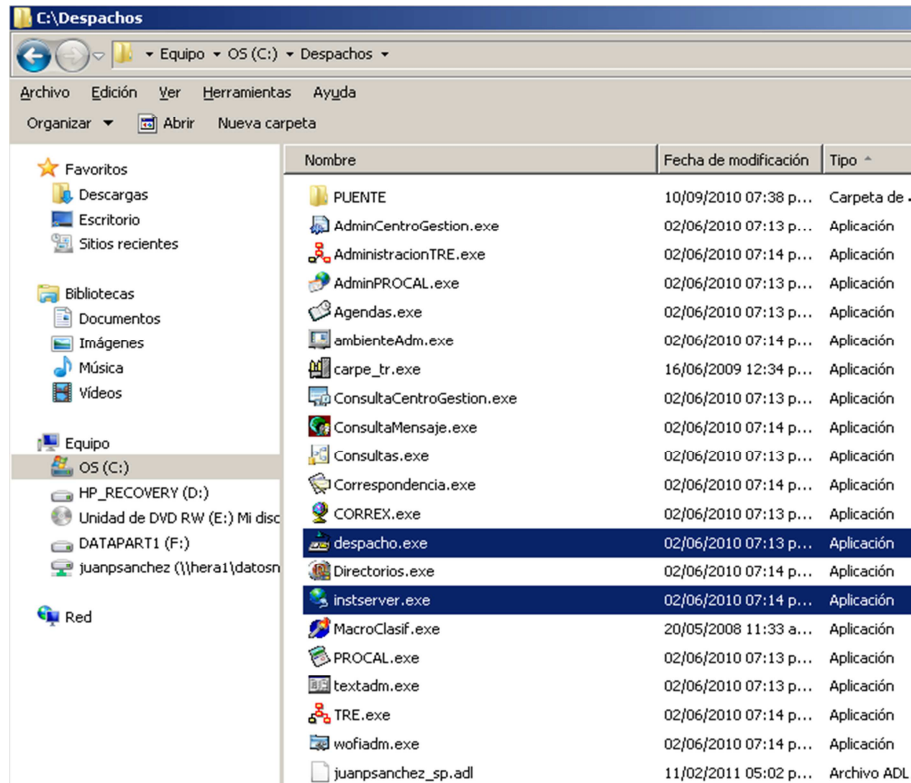 C:\Despachos
Equipo OS (C:) Despachos
Archivo Edición Ver Herramientas Ayuda
Organizar Abrir Nueva carpeta
Favoritos
Descargas
Escritorio
Sitios recientes
Bibliotecas
Documentos
Imágenes
Música
Vídeos
Equipo
OS (C:)
HP_RECOVERY (D:)
Unidad de DVD RW (E:) Mi disc
DATAPART1 (F:)
juanpsanchez (\\hera1\datosn
Red
Nombre Fecha de modificación Tipo
PUENTE 10/09/2010 07:38 p... Carpeta de
AdminCentroGestion.exe 02/06/2010 07:13 p... Aplicación
AdministracionTRE.exe 02/06/2010 07:14 p... Aplicación
AdminPROCAL.exe 02/06/2010 07:13 p... Aplicación
Agendas.exe 02/06/2010 07:13 p... Aplicación
ambienteAdm.exe 02/06/2010 07:14 p... Aplicación
carpe_tr.exe 16/06/2009 12:34 p... Aplicación
ConsultaCentroGestion.exe 02/06/2010 07:13 p... Aplicación
ConsultaMensaje.exe 02/06/2010 07:14 p... Aplicación
Consultas.exe 02/06/2010 07:13 p... Aplicación
Correspondencia.exe 02/06/2010 07:14 p... Aplicación
CORREX.exe 02/06/2010 07:13 p... Aplicación
despacho.exe 02/06/2010 07:13 p... Aplicación
Directorios.exe 02/06/2010 07:14 p... Aplicación
instserver.exe 02/06/2010 07:14 p... Aplicación
MacroClasif.exe 20/05/2008 11:33 a... Aplicación
PROCAL.exe 02/06/2010 07:13 p... Aplicación
textadm.exe 02/06/2010 07:13 p... Aplicación
TRE.exe 02/06/2010 07:14 p... Aplicación
wofiadm.exe 02/06/2010 07:14 p... Aplicación
juanpsanchez_sp.adl 11/02/2011 05:02 p... Archivo ADL